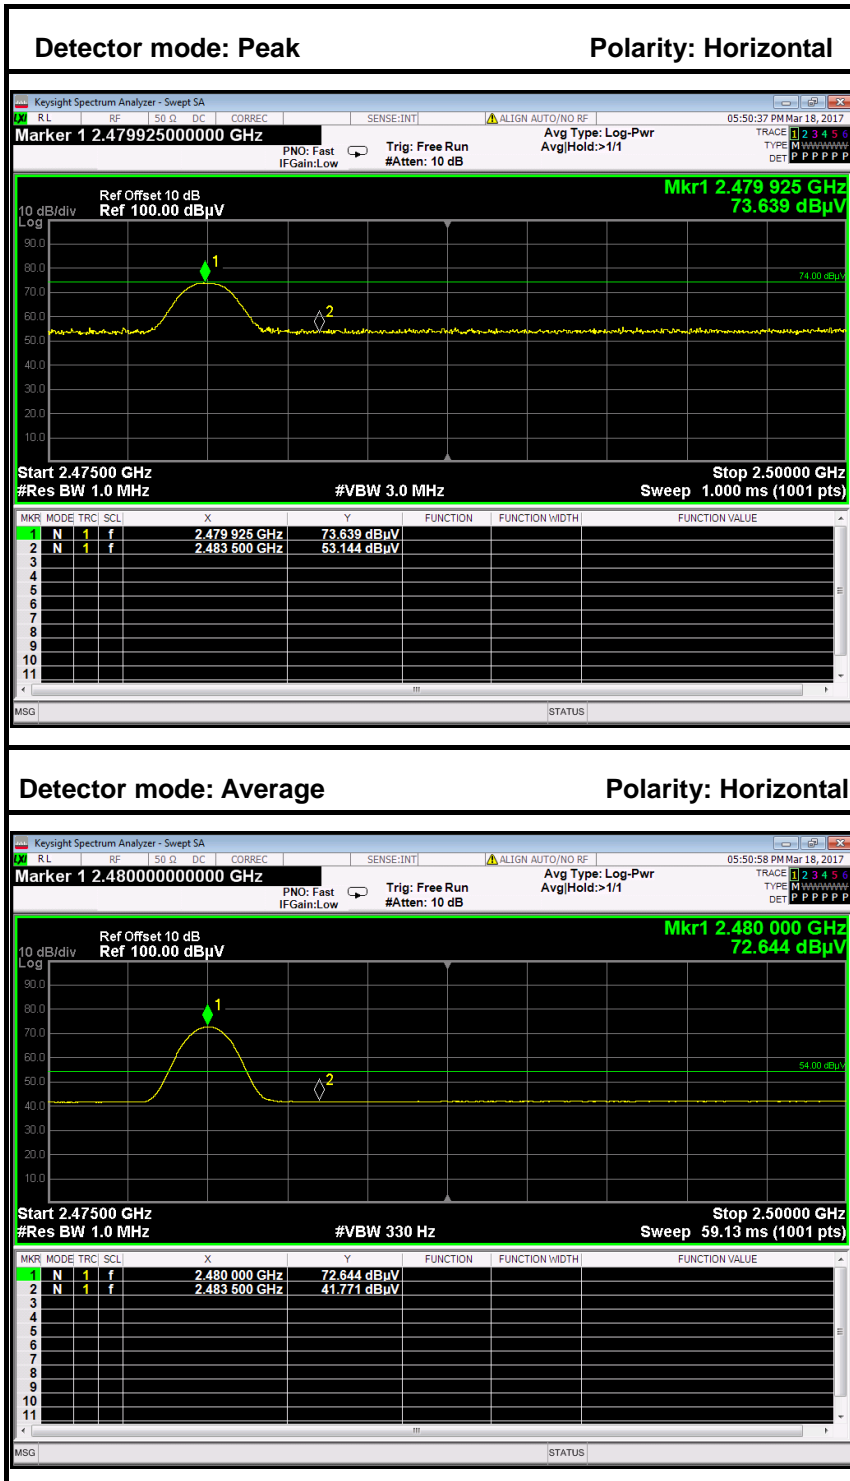 Detector mode: Peak Polarity: Horizontal
Keysight Spectrum Analyzer - Swept SA
LXI RL RF 50 Ω DC CORREC SENSE:INT ALIGN AUTO/NO RF 05:50:37 PM Mar 18, 2017
Marker 1 2.479925000000 GHz Avg Type: Log-Pwr TRACE 1 2 3 4 5 6
PNO: Fast Trig: Free Run Avg|Hold:>1/1 TYPE M W W W W W
IFGain:Low #Atten: 10 dB DET P P P P P P
Mkr1 2.479 925 GHz
Ref Offset 10 dB
10 dB/div Ref 100.00 dBµV 73.639 dBµV
Log
90.0
1
80.0
74.00 dBµV
70.0
60.0
2
50.0
40.0
30.0
20.0
10.0
Start 2.47500 GHz Stop 2.50000 GHz
#Res BW 1.0 MHz #VBW 3.0 MHz Sweep 1.000 ms (1001 pts)
MKR MODE TRC SCL X Y FUNCTION FUNCTION WIDTH FUNCTION VALUE
1 N 1 f 2.479 925 GHz 73.639 dBµV
2 N 1 f 2.483 500 GHz 53.144 dBµV
3
4
5
6
7
8
9
10
11
MSG STATUS
Detector mode: Average Polarity: Horizontal
Keysight Spectrum Analyzer - Swept SA
LXI RL RF 50 Ω DC CORREC SENSE:INT ALIGN AUTO/NO RF 05:50:58 PM Mar 18, 2017
Marker 1 2.480000000000 GHz Avg Type: Log-Pwr TRACE 1 2 3 4 5 6
PNO: Fast Trig: Free Run Avg|Hold:>1/1 TYPE M W W W W W
IFGain:Low #Atten: 10 dB DET P P P P P P
Mkr1 2.480 000 GHz
Ref Offset 10 dB
10 dB/div Ref 100.00 dBµV 72.644 dBµV
Log
90.0
1
80.0
70.0
60.0
54.00 dBµV
50.0
2
40.0
30.0
20.0
10.0
Start 2.47500 GHz Stop 2.50000 GHz
#Res BW 1.0 MHz #VBW 330 Hz Sweep 59.13 ms (1001 pts)
MKR MODE TRC SCL X Y FUNCTION FUNCTION WIDTH FUNCTION VALUE
1 N 1 f 2.480 000 GHz 72.644 dBµV
2 N 1 f 2.483 500 GHz 41.771 dBµV
3
4
5
6
7
8
9
10
11
MSG STATUS